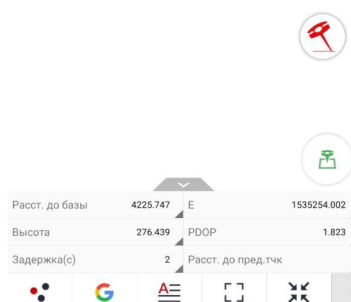 Расст. до базы 4225.747 E 1535254.002
Высота 276.439 PDOP 1.823
Задержка(с) 2 Расст. до пред.тчк
G A